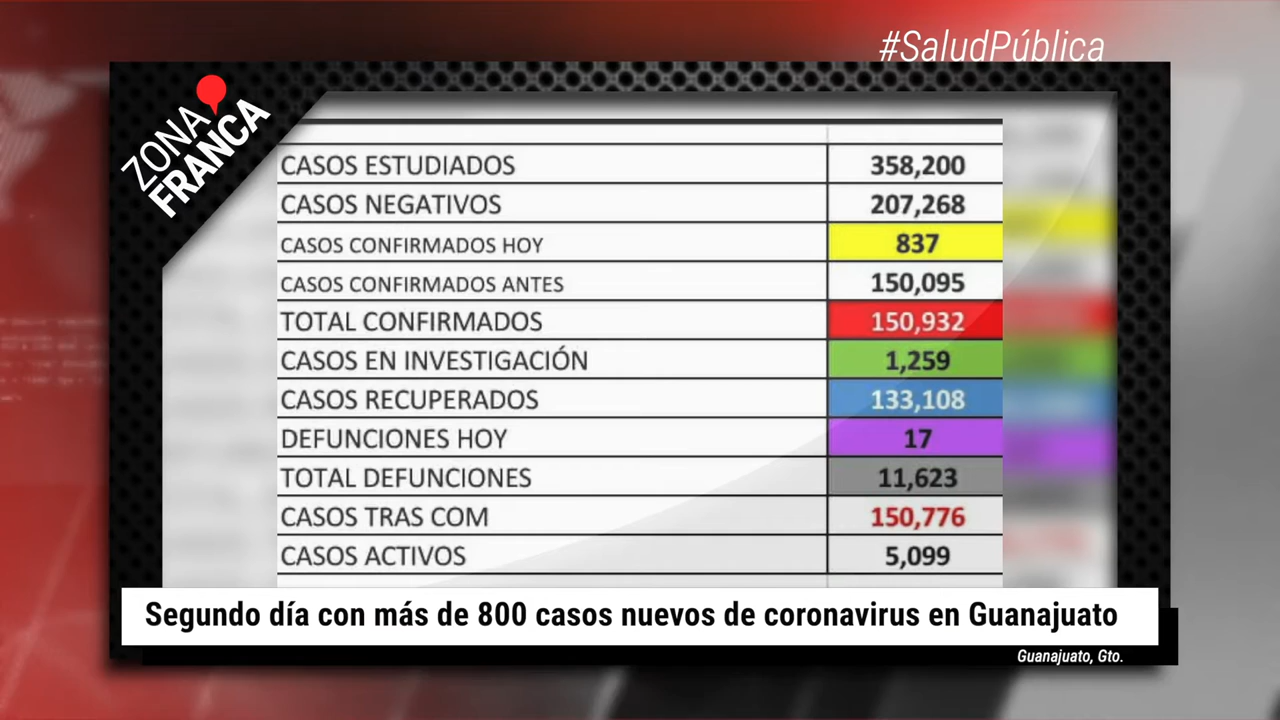 #SaludPública
ZONA
FRANCA
CASOS ESTUDIADOS 358,200
CASOS NEGATIVOS 207,268
CASOS CONFIRMADOS HOY 837
CASOS CONFIRMADOS ANTES 150,095
TOTAL CONFIRMADOS 150,932
CASOS EN INVESTIGACIÓN 1,259
CASOS RECUPERADOS 133,108
DEFUNCIONES HOY 17
TOTAL DEFUNCIONES 11,623
CASOS TRAS COM 150,776
CASOS ACTIVOS 5,099
Segundo día con más de 800 casos nuevos de coronavirus en Guanajuato
Guanajuato, Gto.